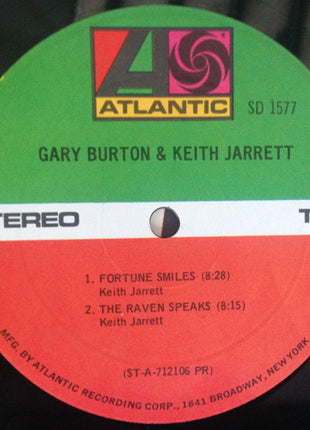 ATLANTIC
SD 1577
GARY BURTON & KEITH JARRETT
STEREO
1. FORTUNE SMILES (8:28)
Keith Jarrett
2. THE RAVEN SPEAKS (8:15)
Keith Jarrett
(ST-A-712106 PR)
MFG. BY ATLANTIC RECORDING CORP., 1841 BROADWAY, NEW YORK